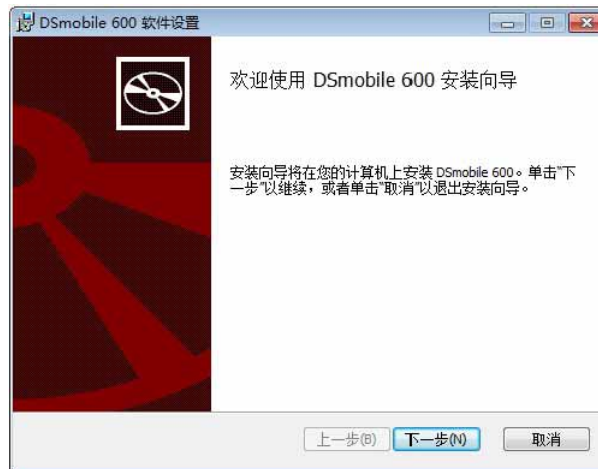 DSmobile 600 软件设置
欢迎使用 DSmobile 600 安装向导
安装向导将在您的计算机上安装 DSmobile 600。单击"下
一步"以继续，或者单击"取消"以退出安装向导。
上一步(B) 下一步(N) 取消